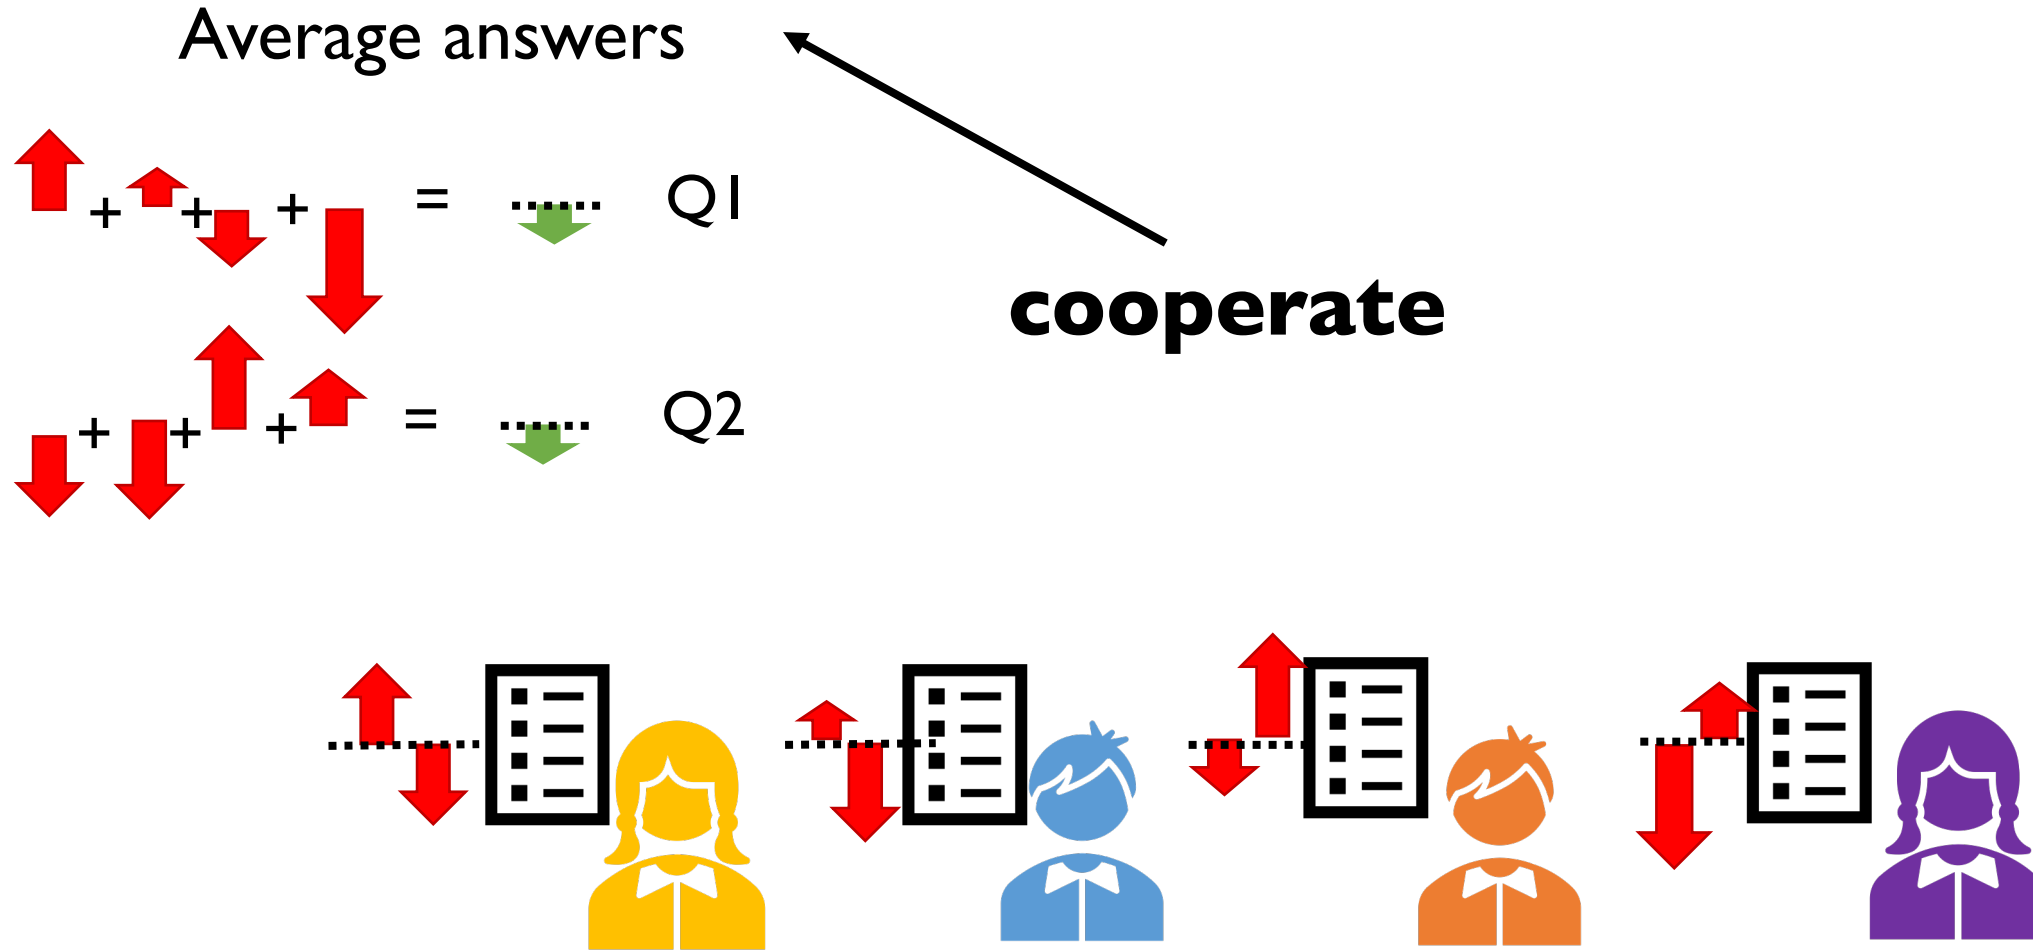 Average answers
+ + + = Q1
+ + + = Q2
cooperate